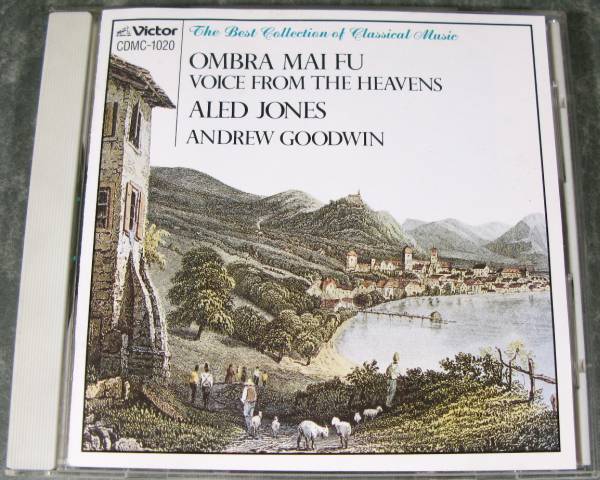 Victor
CDMC-1020
The Best Collection of Classical Music
OMBRA MAI FU
VOICE FROM THE HEAVENS
ALED JONES
ANDREW GOODWIN